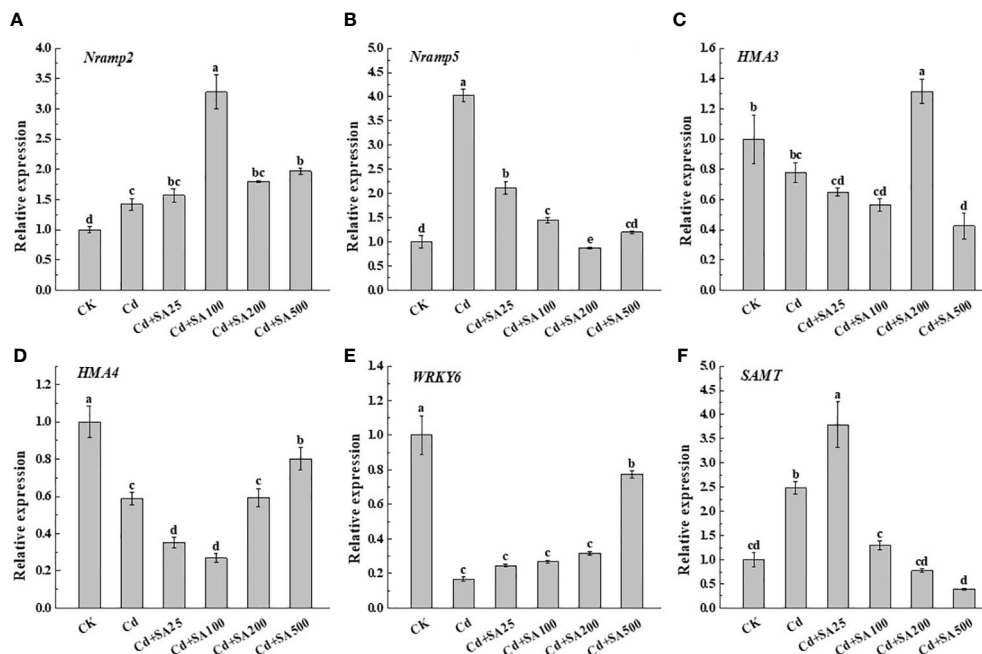 A
Nramp2
Relative expression
4.0
3.5
3.0
2.5
2.0
1.5
1.0
0.5
0.0
d
c
bc
a
bc
b
CK
Cd
Cd+SA25
Cd+SA100
Cd+SA200
Cd+SA500
B
Nramp5
Relative expression
5.0
4.5
4.0
3.5
3.0
2.5
2.0
1.5
1.0
0.5
0.0
d
a
b
c
e
cd
CK
Cd
Cd+SA25
Cd+SA100
Cd+SA200
Cd+SA500
C
HMA3
Relative expression
1.6
1.4
1.2
1.0
0.8
0.6
0.4
0.2
0.0
b
bc
cd
cd
a
d
CK
Cd
Cd+SA25
Cd+SA100
Cd+SA200
Cd+SA500
D
HMA4
Relative expression
1.2
1.0
0.8
0.6
0.4
0.2
0.0
a
c
d
d
c
b
CK
Cd
Cd+SA25
Cd+SA100
Cd+SA200
Cd+SA500
E
WRKY6
Relative expression
1.4
1.2
1.0
0.8
0.6
0.4
0.2
0.0
a
c
c
c
c
b
CK
Cd
Cd+SA25
Cd+SA100
Cd+SA200
Cd+SA500
F
SAMT
Relative expression
5.0
4.5
4.0
3.5
3.0
2.5
2.0
1.5
1.0
0.5
0.0
cd
b
a
c
cd
d
CK
Cd
Cd+SA25
Cd+SA100
Cd+SA200
Cd+SA500